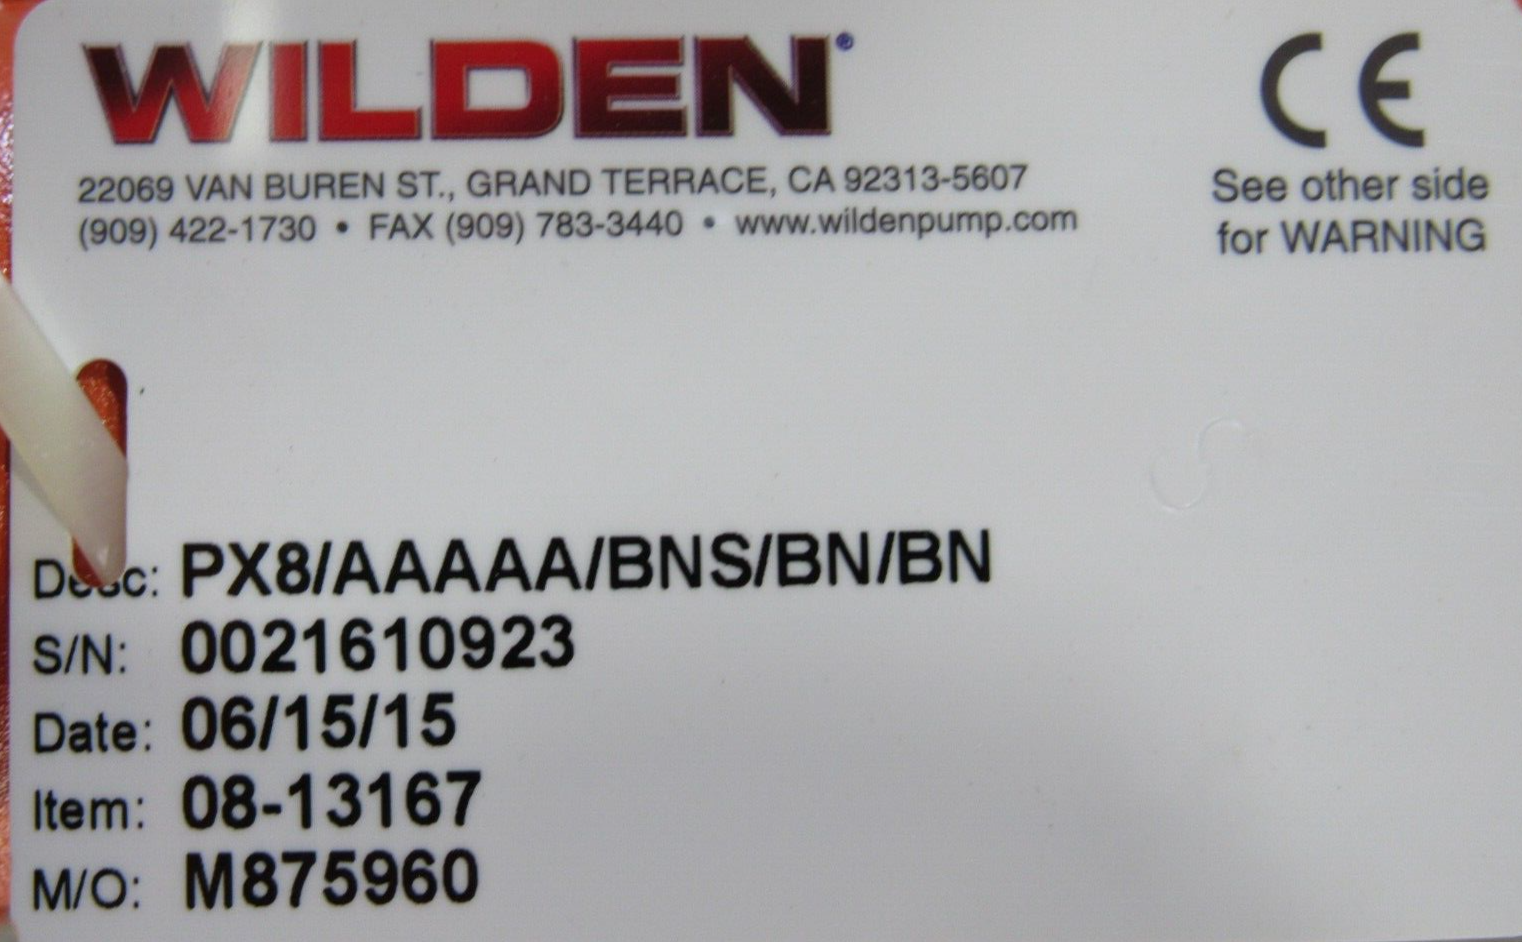 WILDEN®
22069 VAN BUREN ST., GRAND TERRACE, CA 92313-5607
(909) 422-1730 • FAX (909) 783-3440 • www.wildenpump.com
CE
See other side
for WARNING
Desc: PX8/AAAAA/BNS/BN/BN
S/N: 0021610923
Date: 06/15/15
Item: 08-13167
M/O: M875960